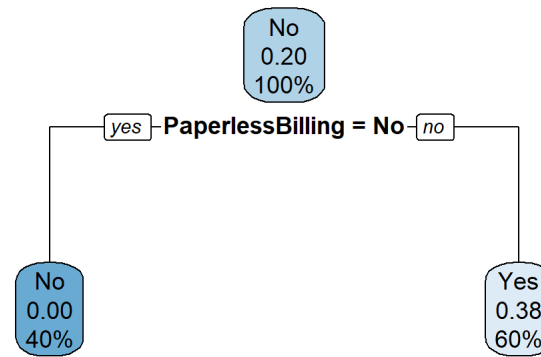 No
0.20
100%
yes PaperlessBilling = No no
No
0.00
40%
Yes
0.38
60%